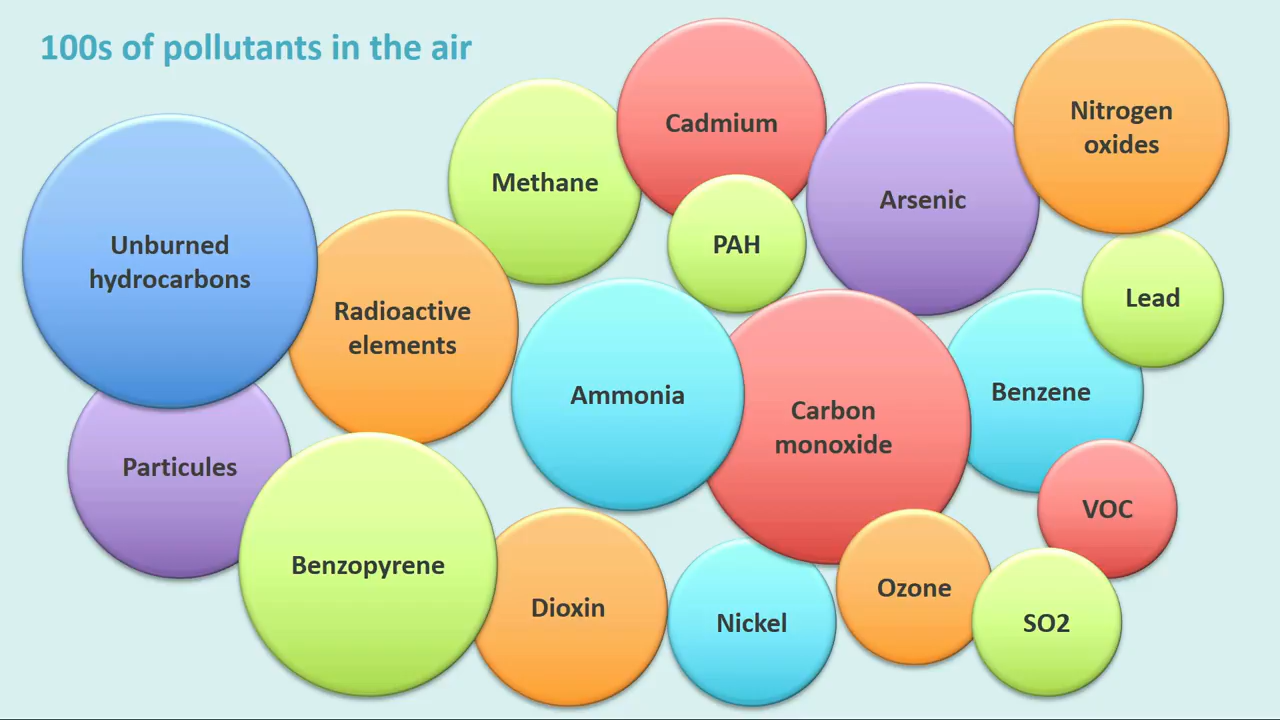 100s of pollutants in the air
Cadmium
Nitrogen
oxides
Methane
Arsenic
Unburned
hydrocarbons
PAH
Lead
Radioactive
elements
Ammonia
Carbon
monoxide
Benzene
Particules
VOC
Benzopyrene
Dioxin
Nickel
Ozone
SO2